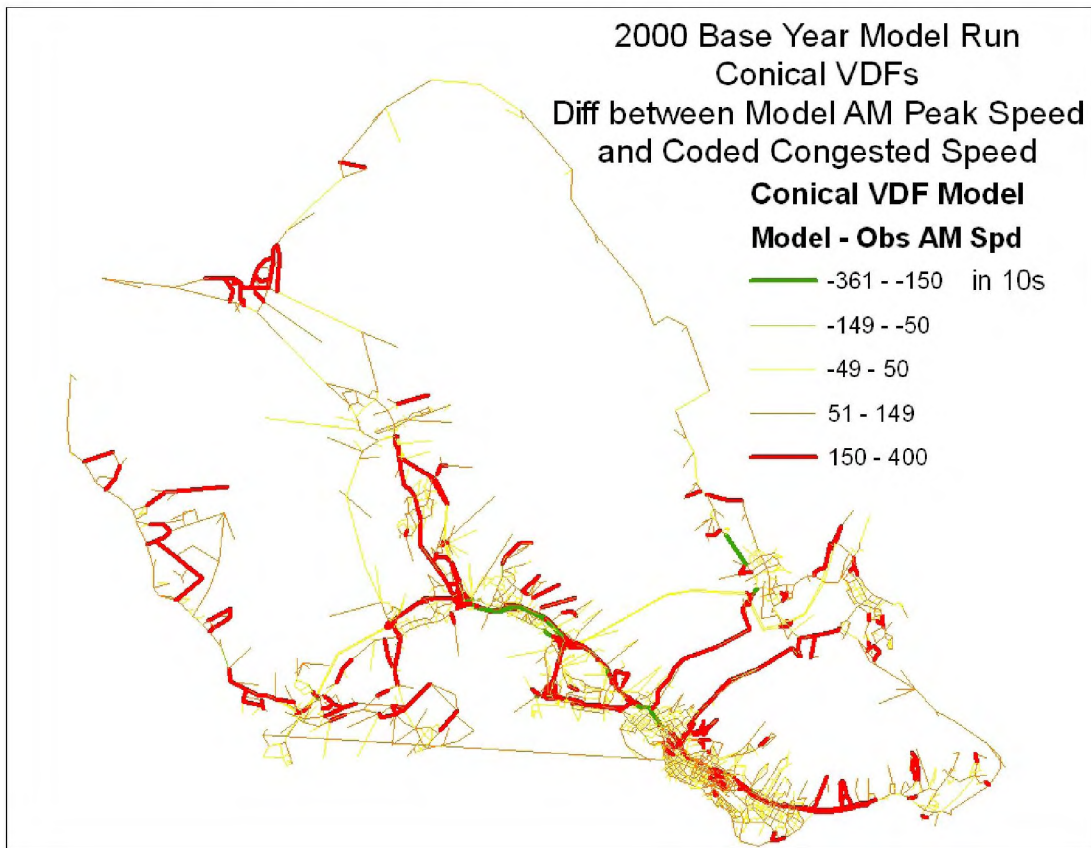 2000 Base Year Model Run
Conical VDFs
Diff between Model AM Peak Speed
and Coded Congested Speed
Conical VDF Model
Model - Obs AM Spd
-361 - -150 in 10s
-149 - -50
-49 - 50
51 - 149
150 - 400